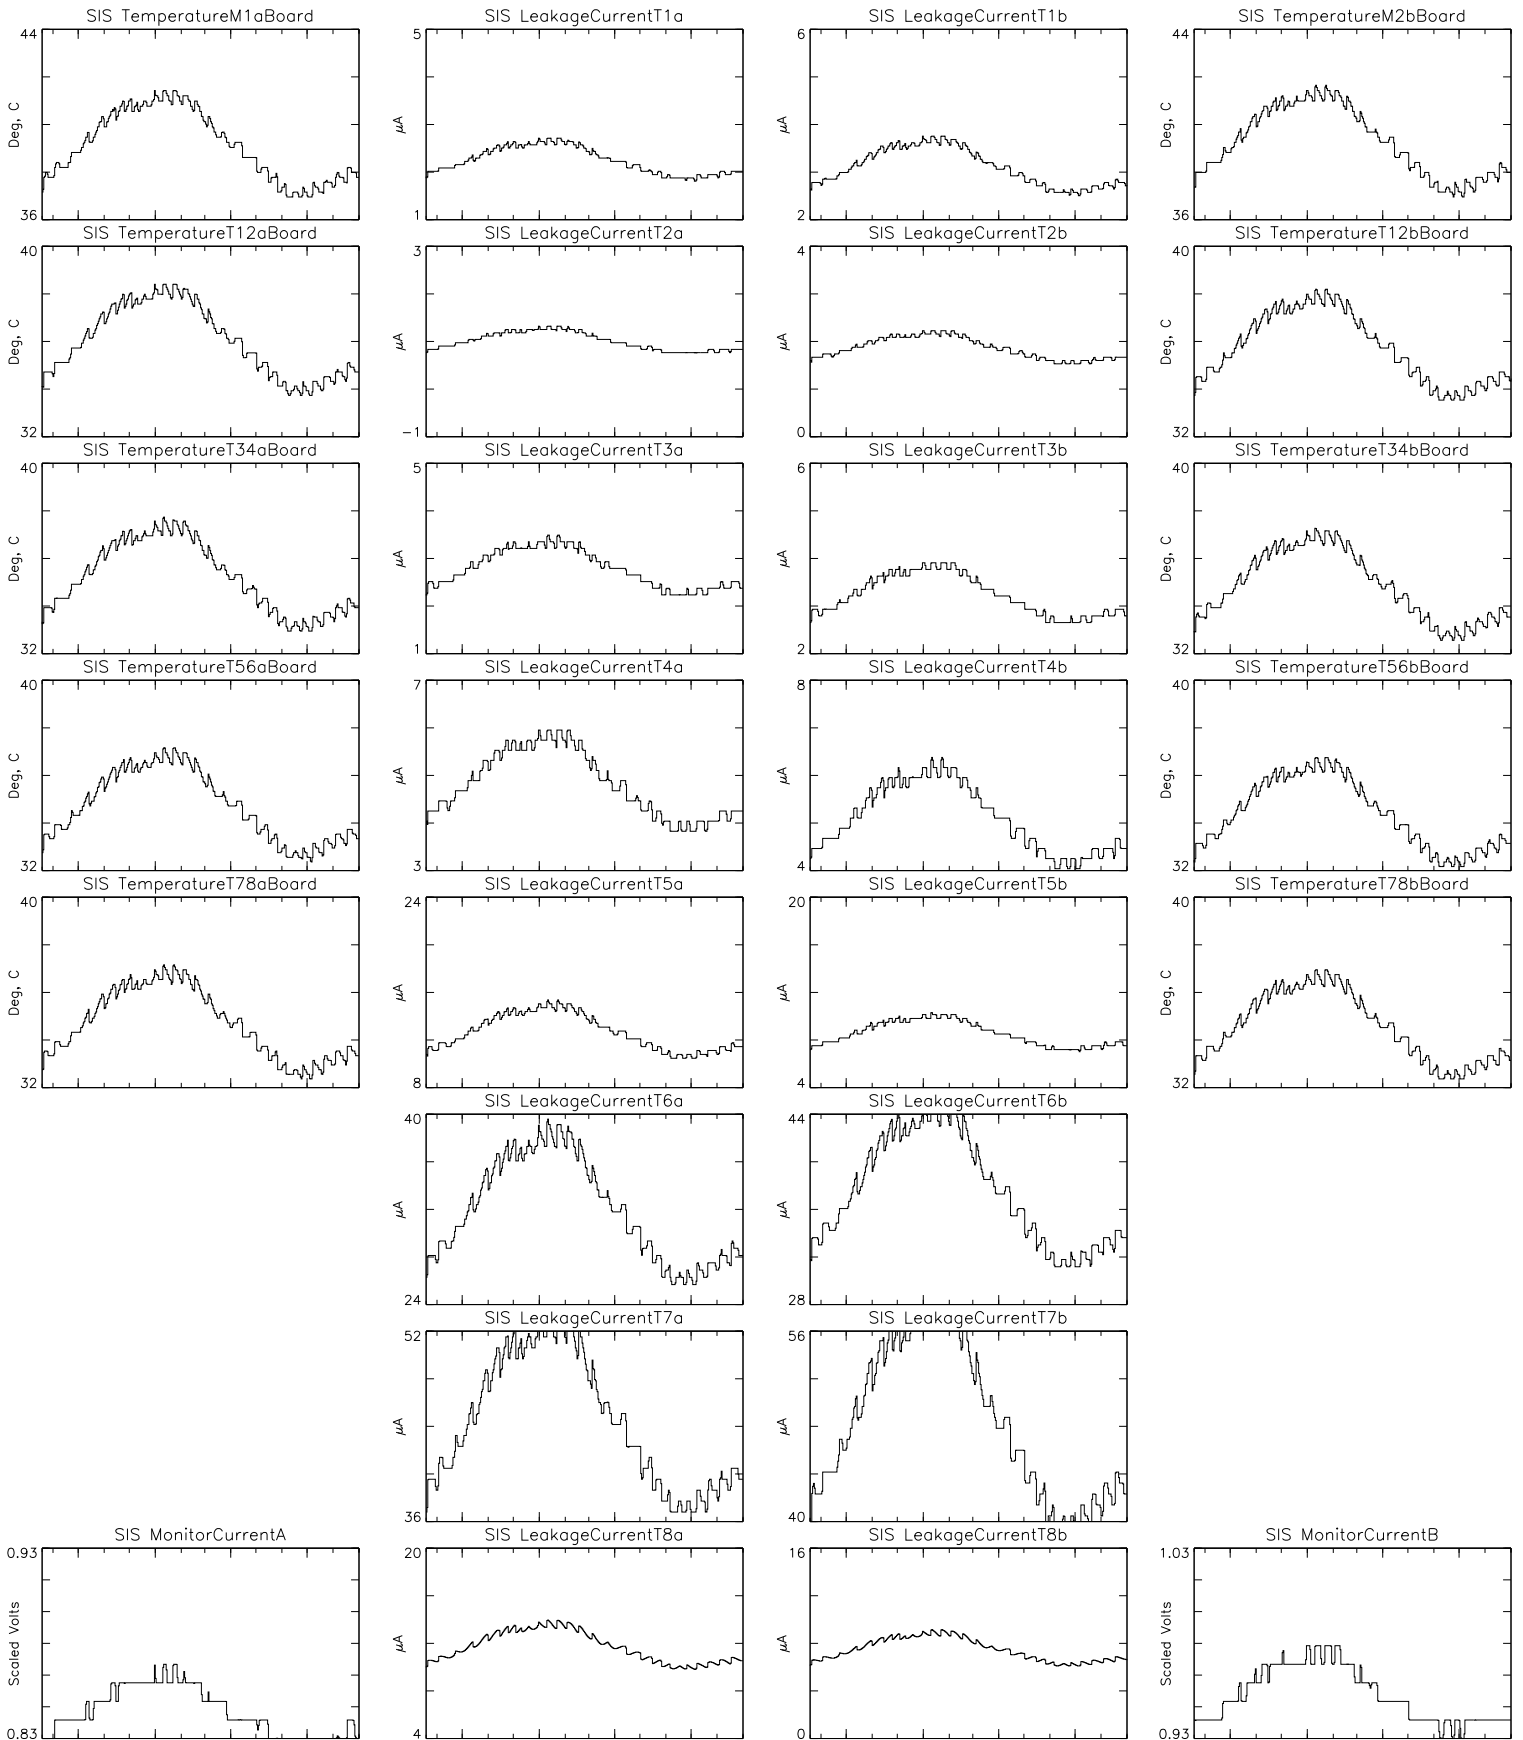 SIS TemperatureM1aBoard SIS LeakageCurrentT1a SIS LeakageCurrentT1b SIS TemperatureM2bBoard
44 5 6 44
Deg, C μA μA Deg, C
36 1 2 36
SIS TemperatureT12aBoard SIS LeakageCurrentT2a SIS LeakageCurrentT2b SIS TemperatureT12bBoard
40 3 4 40
Deg, C μA μA Deg, C
32 −1 0 32
SIS TemperatureT34aBoard SIS LeakageCurrentT3a SIS LeakageCurrentT3b SIS TemperatureT34bBoard
40 5 6 40
Deg, C μA μA Deg, C
32 1 2 32
SIS TemperatureT56aBoard SIS LeakageCurrentT4a SIS LeakageCurrentT4b SIS TemperatureT56bBoard
40 7 8 40
Deg, C μA μA Deg, C
32 3 4 32
SIS TemperatureT78aBoard SIS LeakageCurrentT5a SIS LeakageCurrentT5b SIS TemperatureT78bBoard
40 24 20 40
Deg, C μA μA Deg, C
32 8 4 32
SIS LeakageCurrentT6a SIS LeakageCurrentT6b
40 44
μA μA
24 28
SIS LeakageCurrentT7a SIS LeakageCurrentT7b
52 56
μA μA
36 40
SIS MonitorCurrentA SIS LeakageCurrentT8a SIS LeakageCurrentT8b SIS MonitorCurrentB
0.93 20 16 1.03
Scaled Volts μA μA Scaled Volts
0.83 4 0 0.93